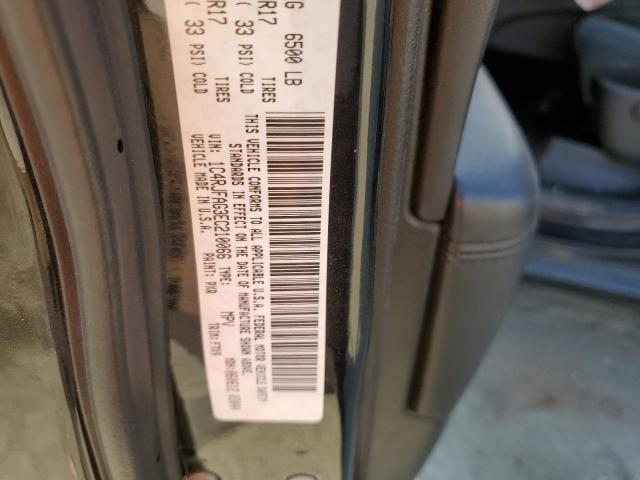 G 6500 LB
R17 TIRES
( 33 PSI) COLD
R17 TIRES
( 33 PSI) COLD
THIS VEHICLE CONFORMS TO ALL APPLICABLE U.S.A. FEDERAL MOTOR VEHICLE SAFETY
STANDARDS IN EFFECT ON THE DATE OF MANUFACTURE SHOWN ABOVE.
VIN: 1C4RJFAG3EC210066 TYPE: MPV
VEHICLE MADE IN U.S.A. PAINT: PXR TRIM: